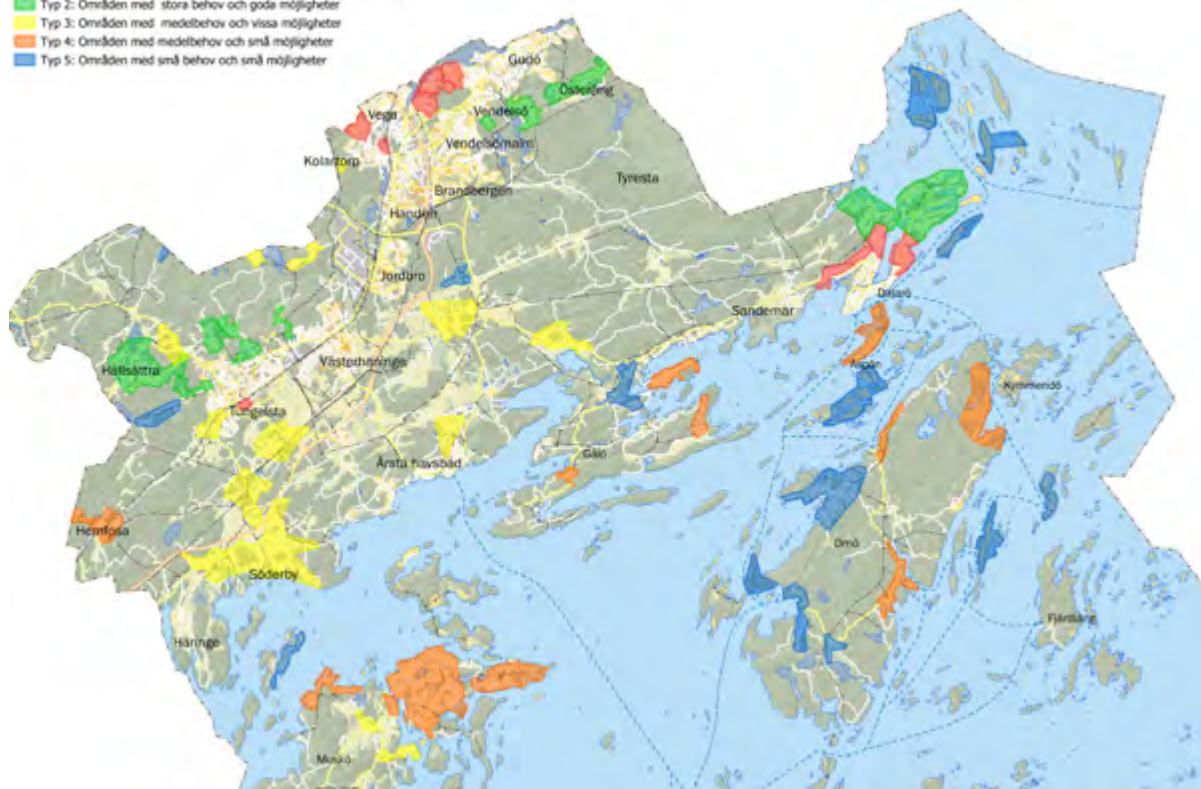 Typ 2: Områden med stora behov och goda möjligheter
Typ 3: Områden med medelbehov och vissa möjligheter
Typ 4: Områden med medelbehov och små möjligheter
Typ 5: Områden med små behov och små möjligheter
Gudö
Österäng
Vega
Vendelsö
Vendelsömalm
Kolartorp
Tyresta
Brandbergen
Handen
Jordbro
Dalarö
Sandemar
Västerhaninge
Hållsättra
Aspö
Kymmendö
Tungelsta
Gålö
Årsta havsbad
Hemfosa
Ornö
Söderby
Fjärdlång
Häringe
Muskö